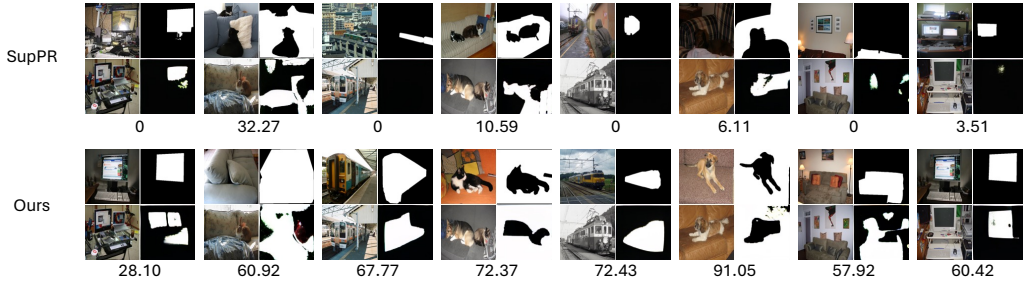 SupPR
0 32.27 0 10.59 0 6.11 0 3.51
Ours
28.10 60.92 67.77 72.37 72.43 91.05 57.92 60.42